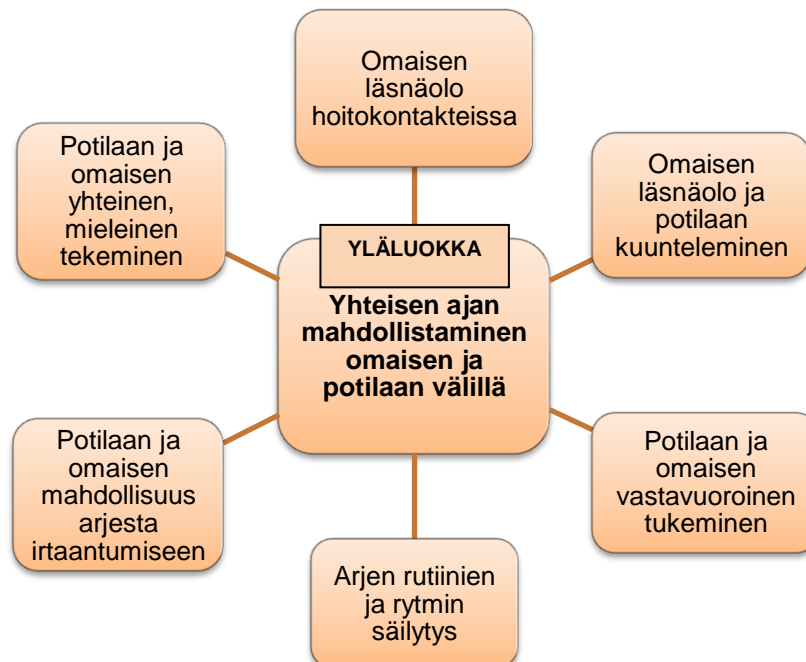 Omaisen
läsnäolo
hoitokontakteissa
Potilaan ja
omaisen
yhteinen,
mieleinen
tekeminen
Omaisen
läsnäolo ja
potilaan
kuunteleminen
YLÄLUOKKA
Yhteisen ajan
mahdollistaminen
omaisen ja
potilaan välillä
Potilaan ja
omaisen
mahdollisuus
arjesta
irtaantumiseen
Potilaan ja
omaisen
vastavuoroinen
tukeminen
Arjen rutiinien
ja rytmin
säilytys